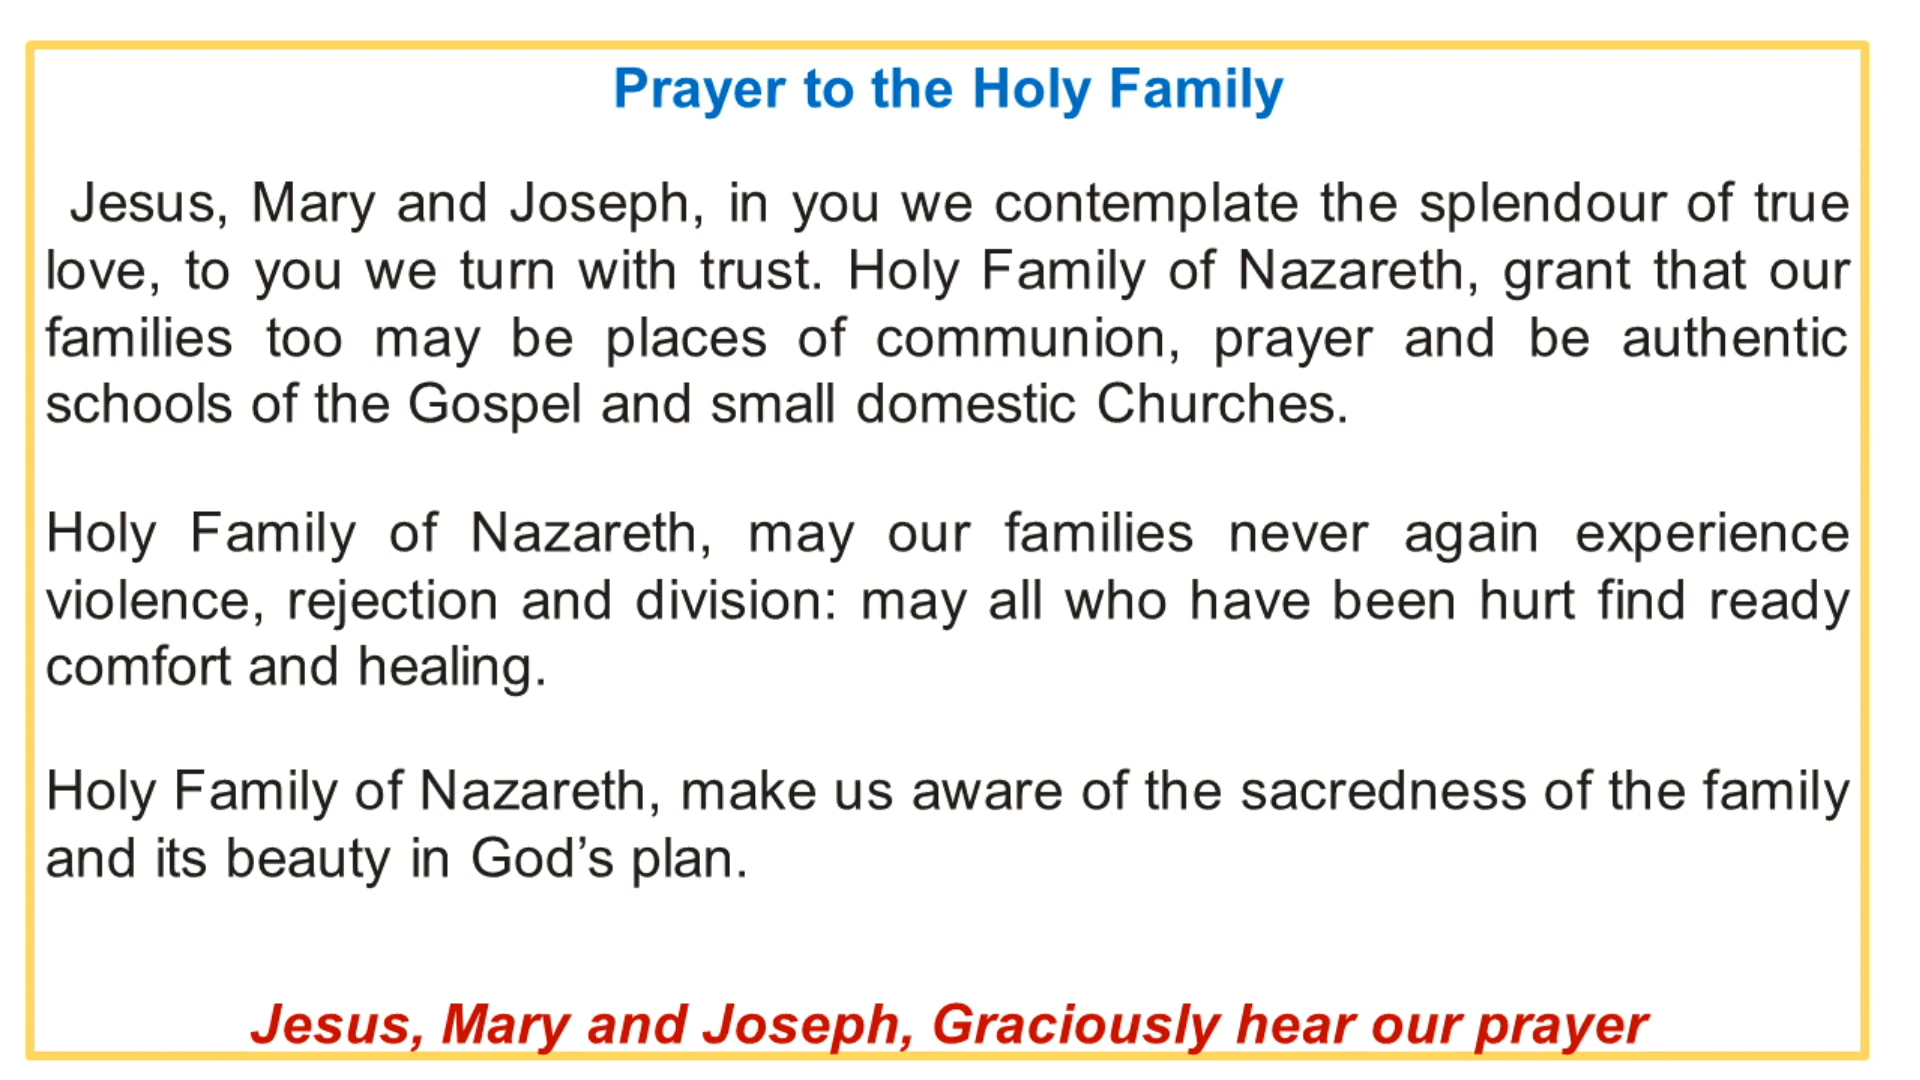 Prayer to the Holy Family
Jesus, Mary and Joseph, in you we contemplate the splendour of true
love, to you we turn with trust. Holy Family of Nazareth, grant that our
families too may be places of communion, prayer and be authentic
schools of the Gospel and small domestic Churches.
Holy Family of Nazareth, may our families never again experience
violence, rejection and division: may all who have been hurt find ready
comfort and healing.
Holy Family of Nazareth, make us aware of the sacredness of the family
and its beauty in God’s plan.
Jesus, Mary and Joseph, Graciously hear our prayer